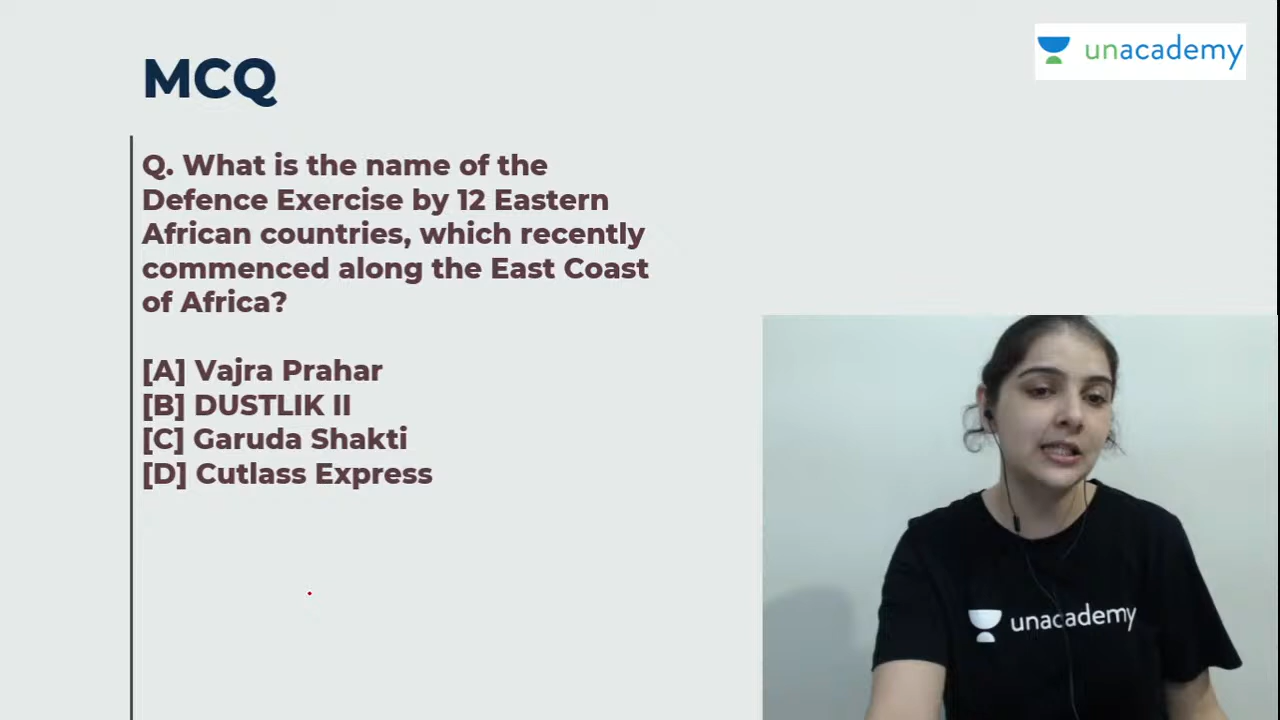 MCQ
unacademy
Q. What is the name of the
Defence Exercise by 12 Eastern
African countries, which recently
commenced along the East Coast
of Africa?
[A] Vajra Prahar
[B] DUSTLIK II
[C] Garuda Shakti
[D] Cutlass Express
unacademy